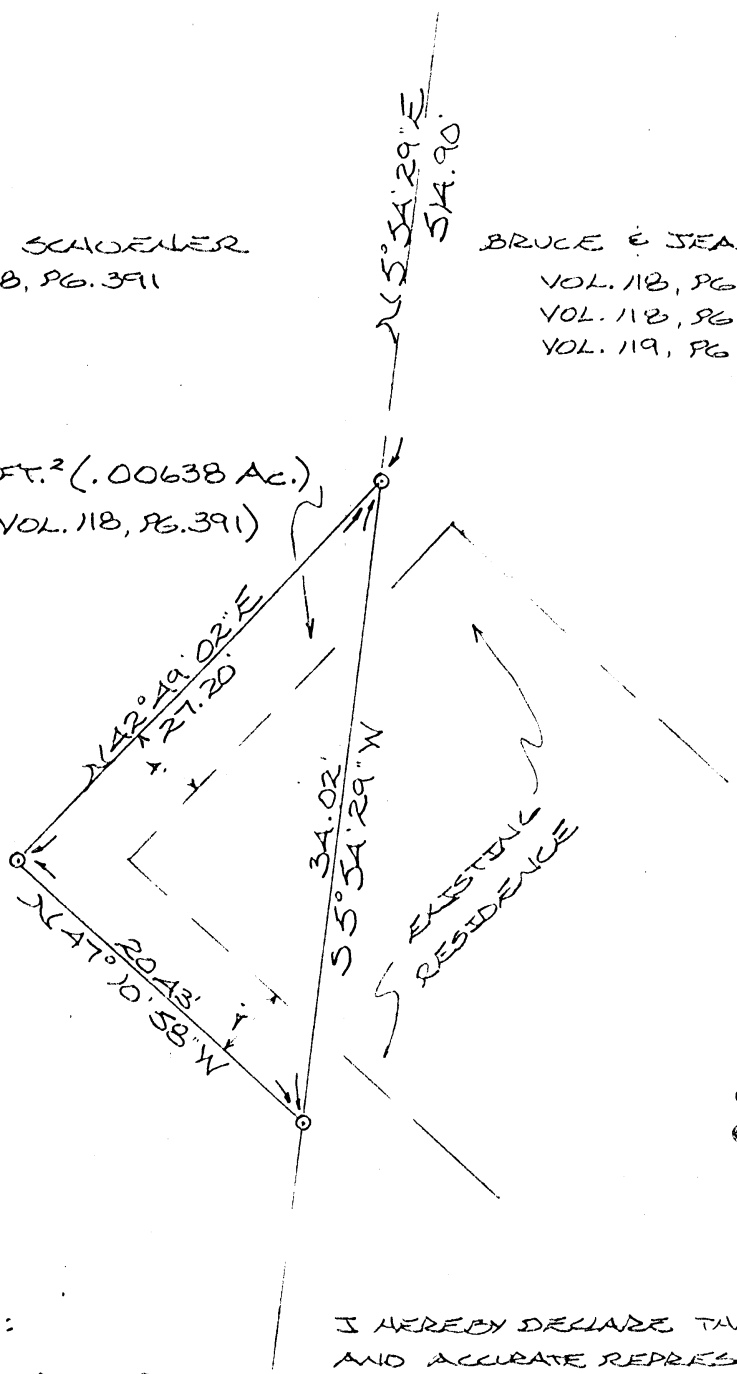 N 5° 54' 29" E
514.90'
SCHOENER
8, PG. 391
BRUCE & JEA
VOL. 118, PG
VOL. 118, PG
VOL. 119, PG
FT.² (.00638 Ac.)
VOL. 118, PG. 391)
N 42° 49' 02" E
27.20'
34.02'
S 5° 54' 29" W
EXISTING
RESIDENCE
20.43'
N 47° 10' 58" W
I HEREBY DECLARE
AND ACCURATE REPRES